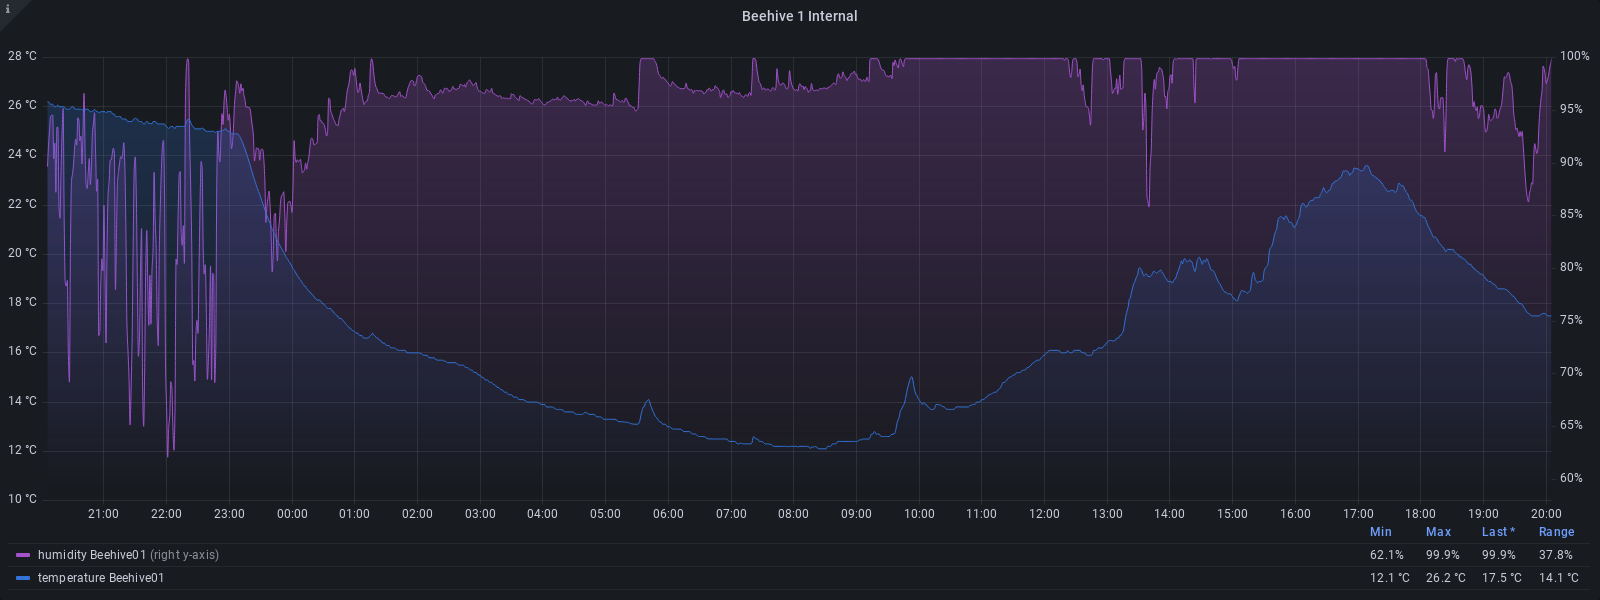 i
Beehive 1 Internal
28 °C 100%
26 °C 95%
24 °C 90%
22 °C 85%
20 °C 80%
18 °C 75%
16 °C 70%
14 °C 65%
12 °C 60%
10 °C
21:00 22:00 23:00 00:00 01:00 02:00 03:00 04:00 05:00 06:00 07:00 08:00 09:00 10:00 11:00 12:00 13:00 14:00 15:00 16:00 17:00 18:00 19:00 20:00
Min Max Last * Range
humidity Beehive01 (right y-axis) 62.1% 99.9% 99.9% 37.8%
temperature Beehive01 12.1 °C 26.2 °C 17.5 °C 14.1 °C